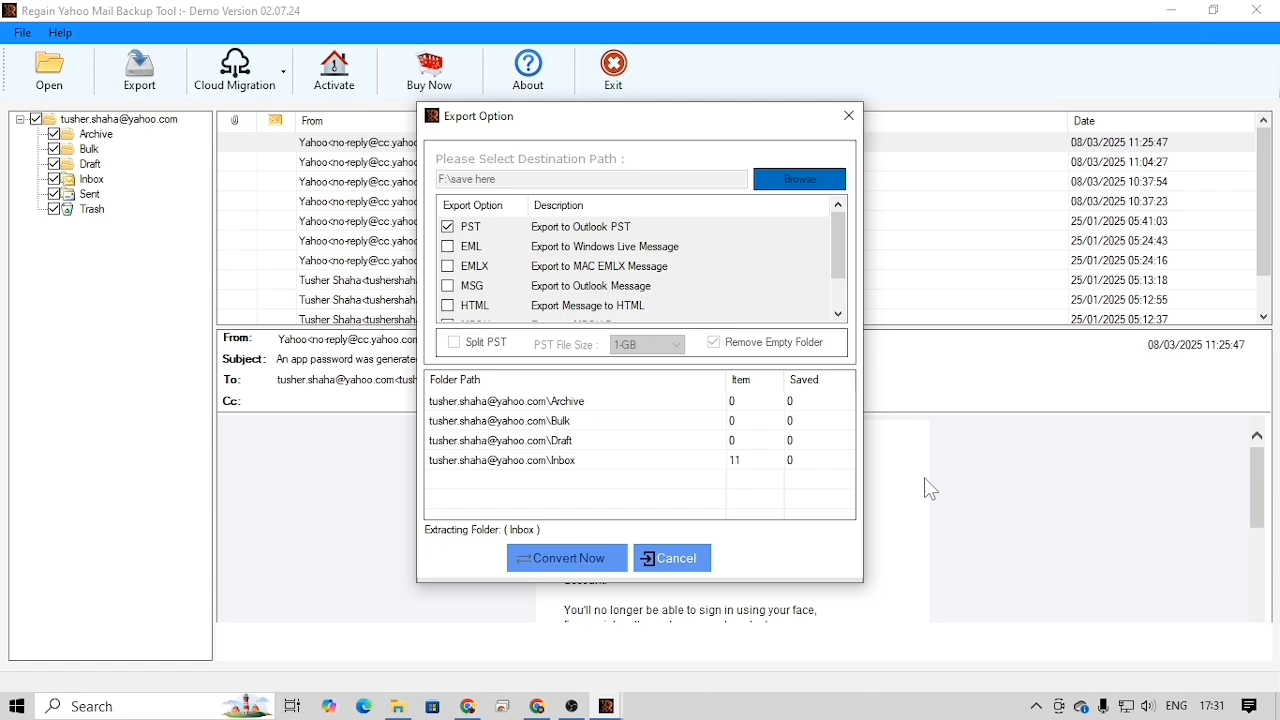 Regain Yahoo Mail Backup Tool :- Demo Version 02.07.24
File Help
Open Export Cloud Migration Activate Buy Now About Exit
tusher.shaha@yahoo.com
Archive
Bulk
Draft
Inbox
Sent
Trash
From Date
Yahoo<no-reply@cc.yahoo 08/03/2025 11:25:47
Yahoo<no-reply@cc.yahoo 08/03/2025 11:04:27
Yahoo<no-reply@cc.yahoo 08/03/2025 10:37:54
Yahoo<no-reply@cc.yahoo 08/03/2025 10:37:23
Yahoo<no-reply@cc.yahoo 25/01/2025 05:41:03
Yahoo<no-reply@cc.yahoo 25/01/2025 05:24:43
Yahoo<no-reply@cc.yahoo 25/01/2025 05:24:16
Tusher Shaha<tushershah 25/01/2025 05:13:18
Tusher Shaha<tushershah 25/01/2025 05:12:55
Tusher Shaha<tushershah 25/01/2025 05:12:37
From: Yahoo<no-reply@cc.yahoo.com 08/03/2025 11:25:47
Subject: An app password was generate
To: tusher.shaha@yahoo.com<tush
Cc:
Export Option
Please Select Destination Path :
F:\save here Browse
Export Option Description
PST Export to Outlook PST
EML Export to Windows Live Message
EMLX Export to MAC EMLX Message
MSG Export to Outlook Message
HTML Export Message to HTML
Split PST PST File Size : 1-GB Remove Empty Folder
Folder Path Item Saved
tusher.shaha@yahoo.com\Archive 0 0
tusher.shaha@yahoo.com\Bulk 0 0
tusher.shaha@yahoo.com\Draft 0 0
tusher.shaha@yahoo.com\Inbox 11 0
Extracting Folder: ( Inbox )
Convert Now Cancel
You'll no longer be able to sign in using your face,
Search ENG 17:31